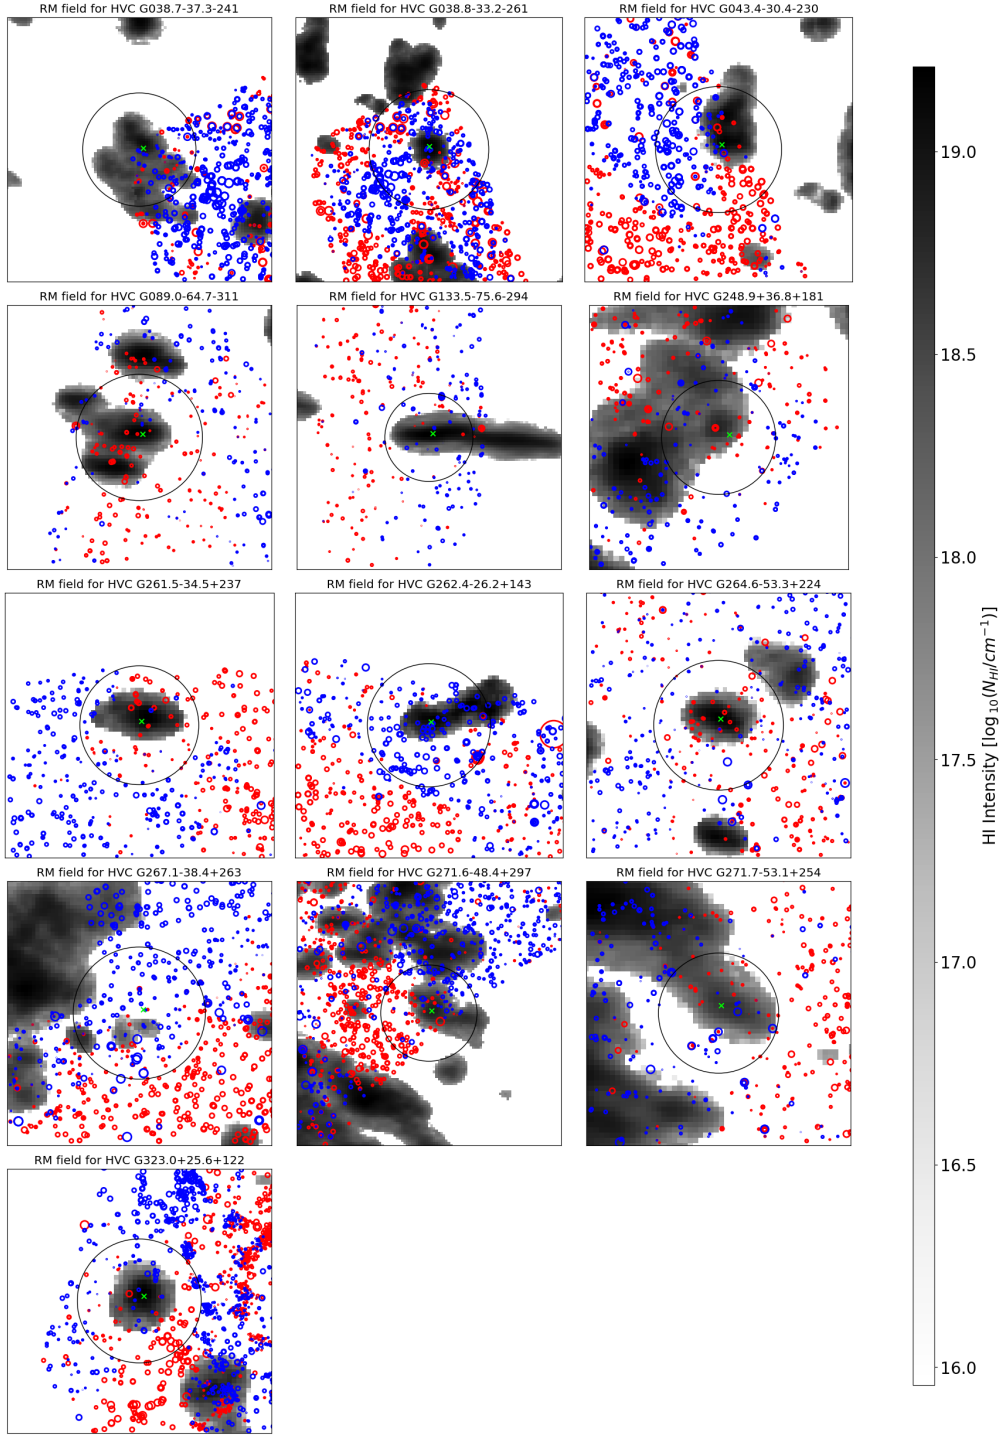 RM field for HVC G038.7-37.3-241
RM field for HVC G038.8-33.2-261
RM field for HVC G043.4-30.4-230
RM field for HVC G089.0-64.7-311
RM field for HVC G133.5-75.6-294
RM field for HVC G248.9+36.8+181
RM field for HVC G261.5-34.5+237
RM field for HVC G262.4-26.2+143
RM field for HVC G264.6-53.3+224
RM field for HVC G267.1-38.4+263
RM field for HVC G271.6-48.4+297
RM field for HVC G271.7-53.1+254
RM field for HVC G323.0+25.6+122
19.0
18.5
18.0
17.5
17.0
16.5
16.0
HI Intensity [log₁₀(N_HI/cm⁻¹)]